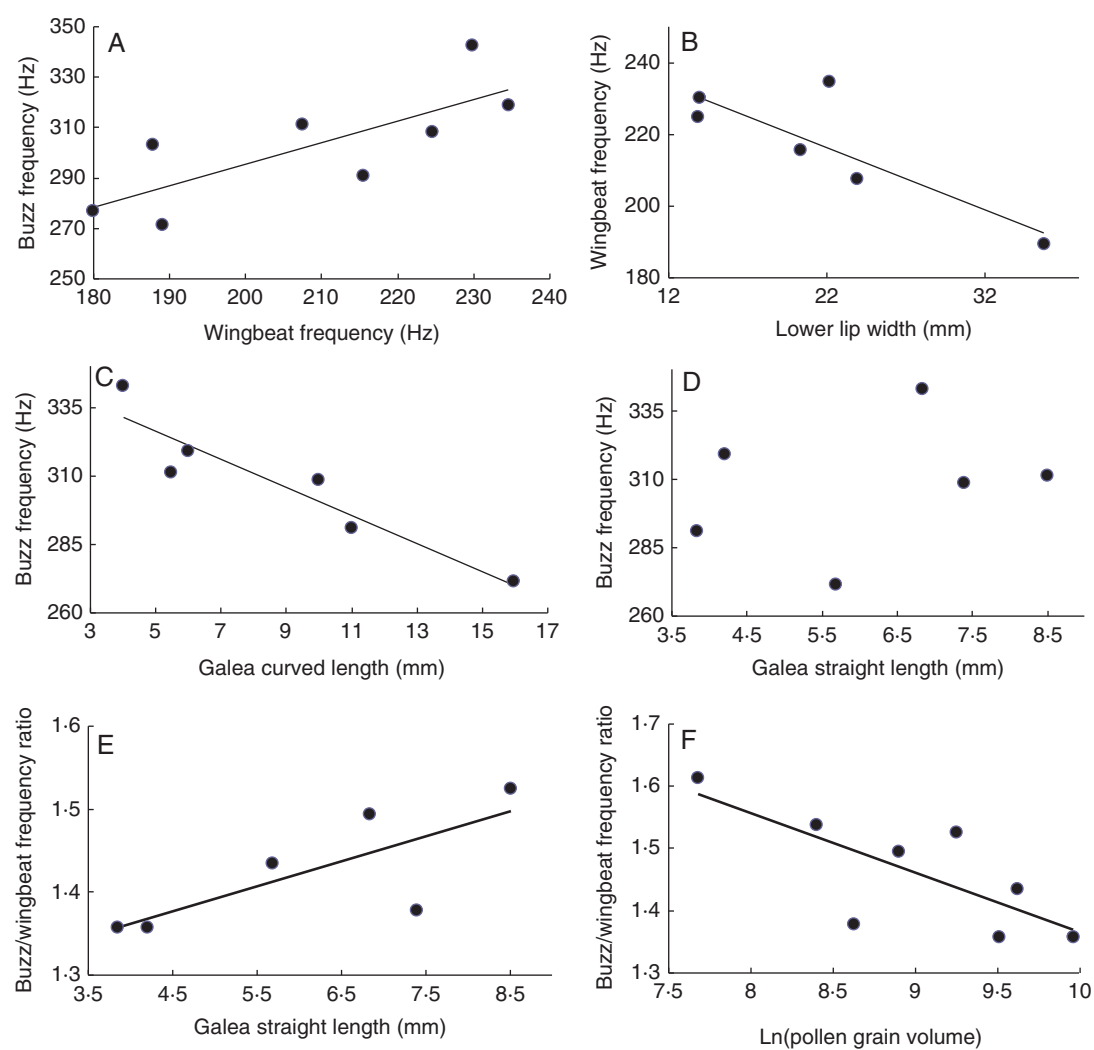 A
350
330
310
290
270
250
Buzz frequency (Hz)
180 190 200 210 220 230 240
Wingbeat frequency (Hz)
B
240
220
200
180
Wingbeat frequency (Hz)
12 22 32
Lower lip width (mm)
C
335
310
285
260
Buzz frequency (Hz)
3 5 7 9 11 13 15 17
Galea curved length (mm)
D
335
310
285
260
Buzz frequency (Hz)
3·5 4·5 5·5 6·5 7·5 8·5
Galea straight length (mm)
E
1·6
1·5
1·4
1·3
Buzz/wingbeat frequency ratio
3·5 4·5 5·5 6·5 7·5 8·5
Galea straight length (mm)
F
1·7
1·6
1·5
1·4
1·3
Buzz/wingbeat frequency ratio
7·5 8 8·5 9 9·5 10
Ln(pollen grain volume)